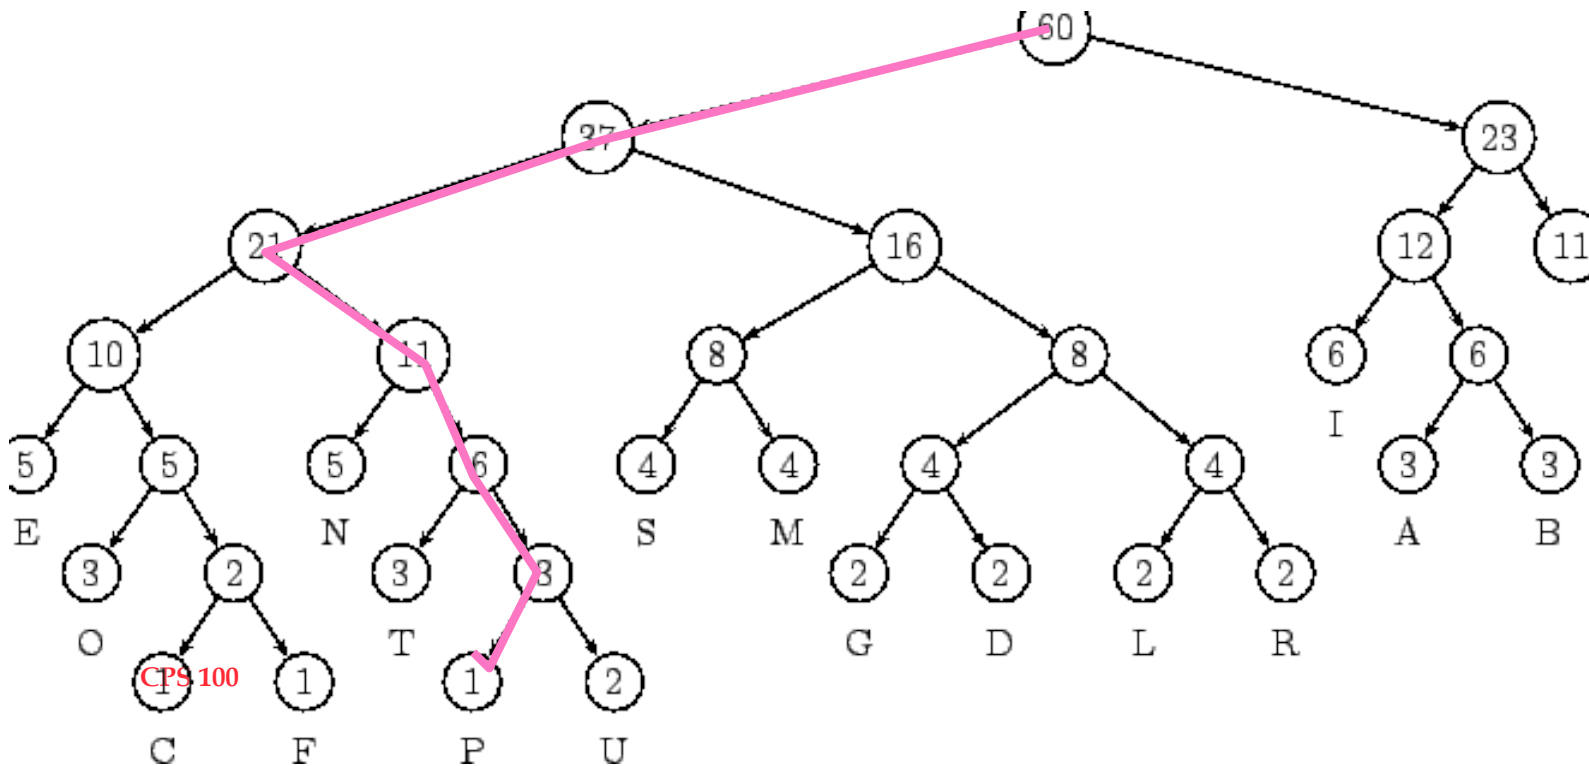 60
37 23
21 16 12 11
10 11 8 8 6 6
I
5 5 5 6 4 4 4 4 3 3
E N S M A B
3 2 3 3 2 2 2 2
O T G D L R
1 1 1 2
CPS 100
C F P U